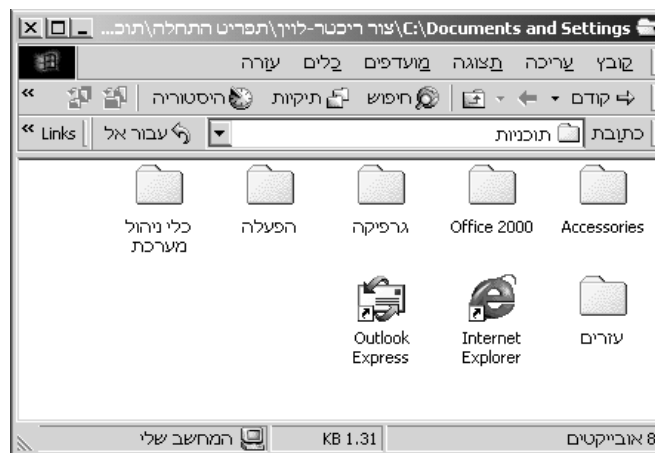 C:\Documents and Settings\צור ריכטר-לוין\תפריט התחלה\תוכ...
קובץ עריכה תצוגה מועדפים כלים עזרה
קודם חיפוש תיקיות היסטוריה »
כתובת תוכניות עבור אל Links »
Accessories Office 2000 גרפיקה הפעלה כלי ניהול מערכת
עזרים Internet Explorer Outlook Express
8 אובייקטים 1.31 KB המחשב שלי